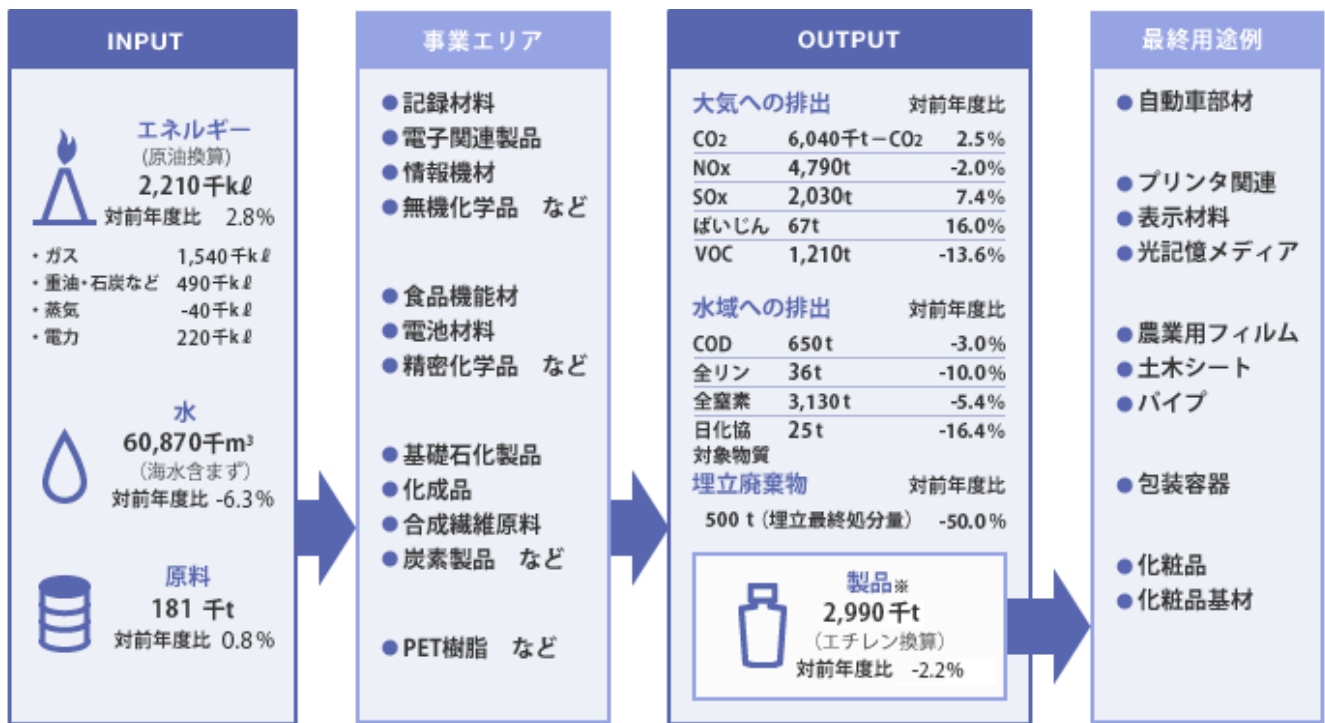 INPUT
エネルギー
(原油換算)
2,210千kℓ
対前年度比 2.8%
・ガス 1,540千kℓ
・重油・石炭など 490千kℓ
・蒸気 -40千kℓ
・電力 220千kℓ
水
60,870千m³
(海水含まず)
対前年度比 -6.3%
原料
181 千t
対前年度比 0.8%
事業エリア
●記録材料
●電子関連製品
●情報機材
●無機化学品 など
●食品機能材
●電池材料
●精密化学品 など
●基礎石化製品
●化成品
●合成繊維原料
●炭素製品 など
●PET樹脂 など
OUTPUT
大気への排出 対前年度比
CO2 6,040千t－CO2 2.5%
NOx 4,790t -2.0%
SOx 2,030t 7.4%
ばいじん 67t 16.0%
VOC 1,210t -13.6%
水域への排出 対前年度比
COD 650t -3.0%
全リン 36t -10.0%
全窒素 3,130t -5.4%
日化協 25t -16.4%
対象物質
埋立廃棄物 対前年度比
500 t (埋立最終処分量) -50.0%
製品※
2,990千t
(エチレン換算)
対前年度比 -2.2%
最終用途例
●自動車部材
●プリンタ関連
●表示材料
●光記憶メディア
●農業用フィルム
●土木シート
●パイプ
●包装容器
●化粧品
●化粧品基材